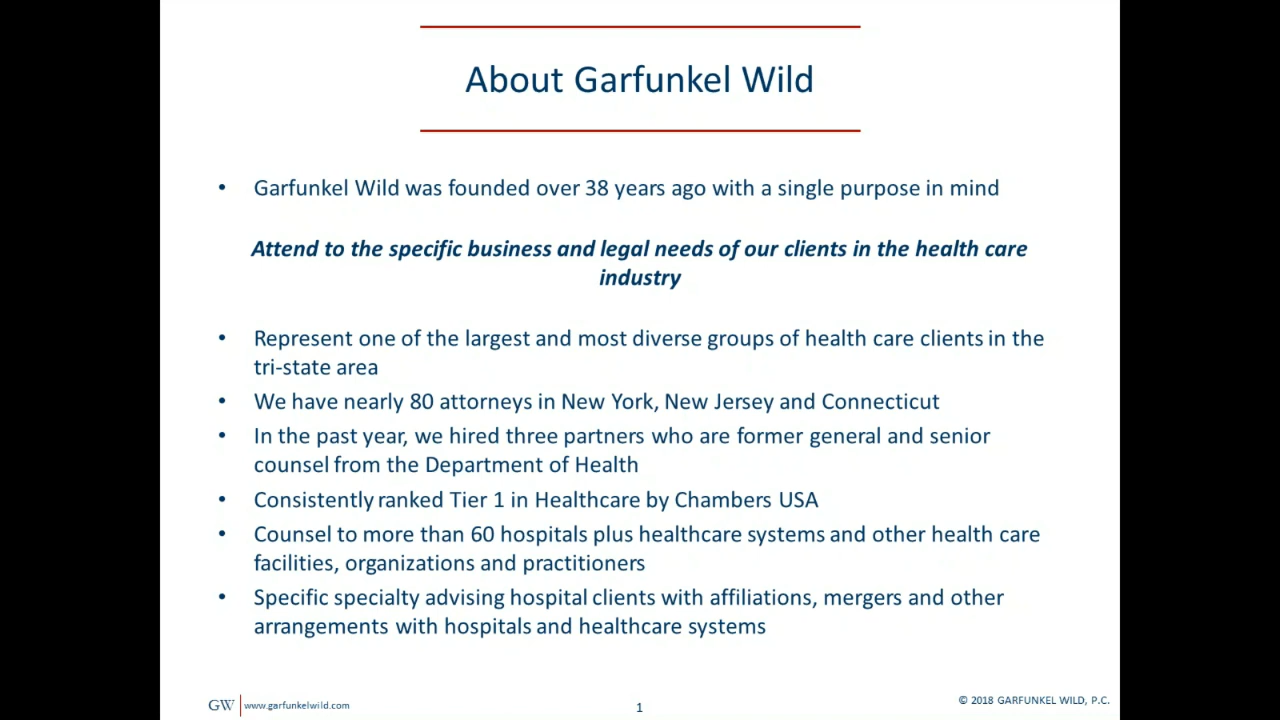 About Garfunkel Wild
• Garfunkel Wild was founded over 38 years ago with a single purpose in mind
Attend to the specific business and legal needs of our clients in the health care
industry
• Represent one of the largest and most diverse groups of health care clients in the
tri-state area
• We have nearly 80 attorneys in New York, New Jersey and Connecticut
• In the past year, we hired three partners who are former general and senior
counsel from the Department of Health
• Consistently ranked Tier 1 in Healthcare by Chambers USA
• Counsel to more than 60 hospitals plus healthcare systems and other health care
facilities, organizations and practitioners
• Specific specialty advising hospital clients with affiliations, mergers and other
arrangements with hospitals and healthcare systems
GW www.garfunkelwild.com
1
© 2018 GARFUNKEL WILD, P.C.